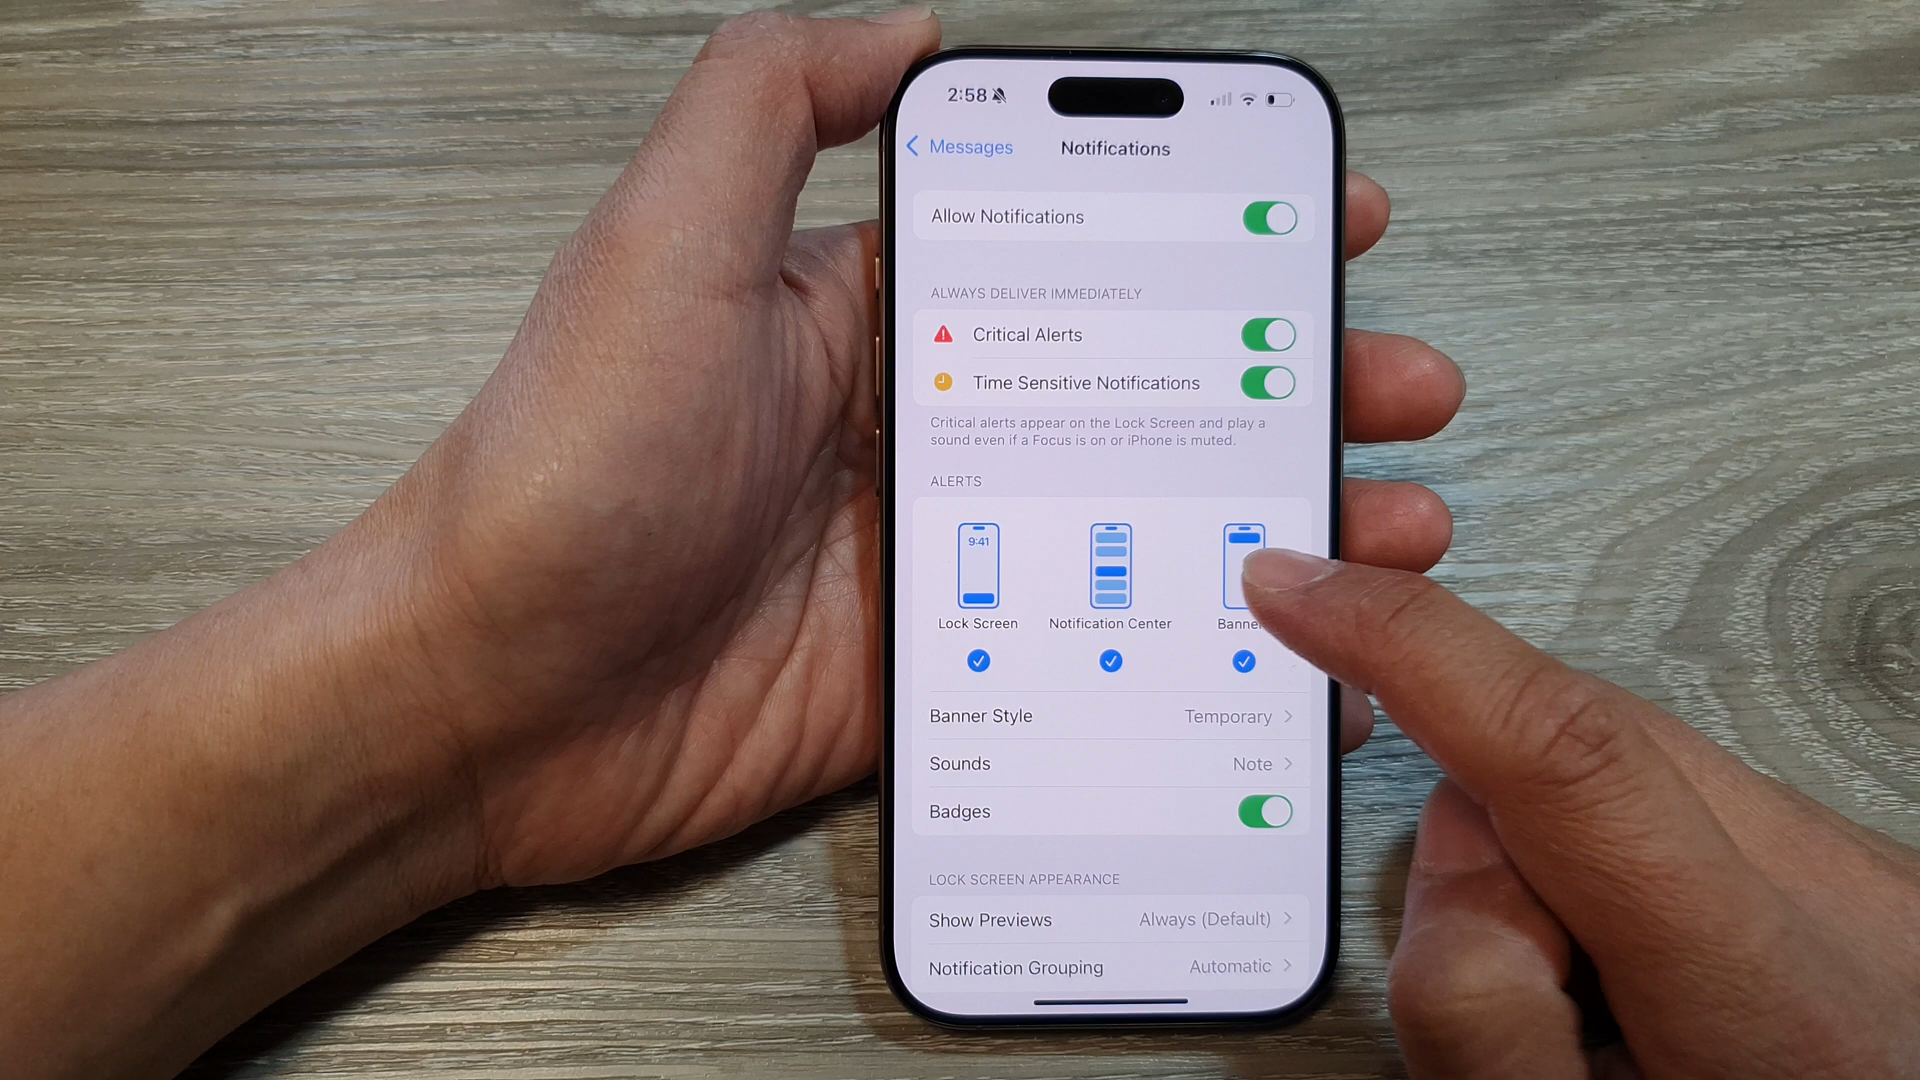 2:58
Messages
Notifications
Allow Notifications
ALWAYS DELIVER IMMEDIATELY
Critical Alerts
Time Sensitive Notifications
Critical alerts appear on the Lock Screen and play a
sound even if a Focus is on or iPhone is muted.
ALERTS
9:41
Lock Screen
Notification Center
Banner
Banner Style
Temporary
Sounds
Note
Badges
LOCK SCREEN APPEARANCE
Show Previews
Always (Default)
Notification Grouping
Automatic